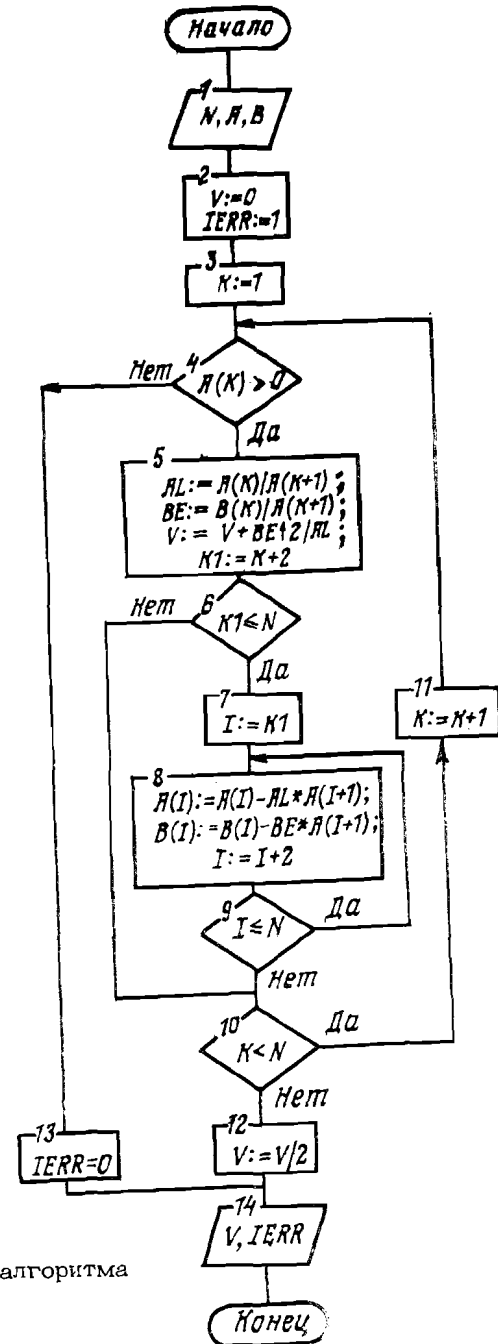 Начало
1
N, A, B
2
V:=0
IERR:=1
3
K:=1
4
Нет
A(K) > 0
Да
5
AL:= A(K)/A(K+1);
BE:= B(K)/A(K+1);
V:= V+BE↑2/AL;
K1:= K+2
6
Нет
K1≤N
Да
7
I:= K1
11
K:=K+1
8
A(I):=A(I)-AL*A(I+1);
B(I):=B(I)-BE*A(I+1);
I:=I+2
9
I≤N
Да
Нет
10
K<N
Да
Нет
13
IERR=0
12
V:=V/2
14
V, IERR
алгоритма
Конец